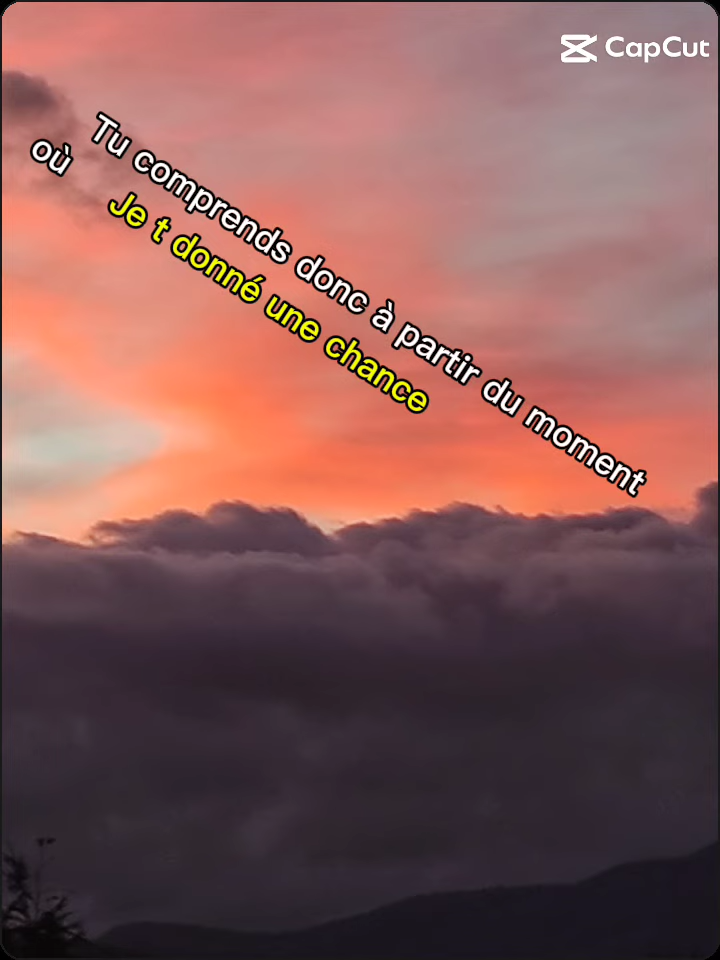 CapCut
Tu comprends donc à partir du moment
où
Je t donné une chance